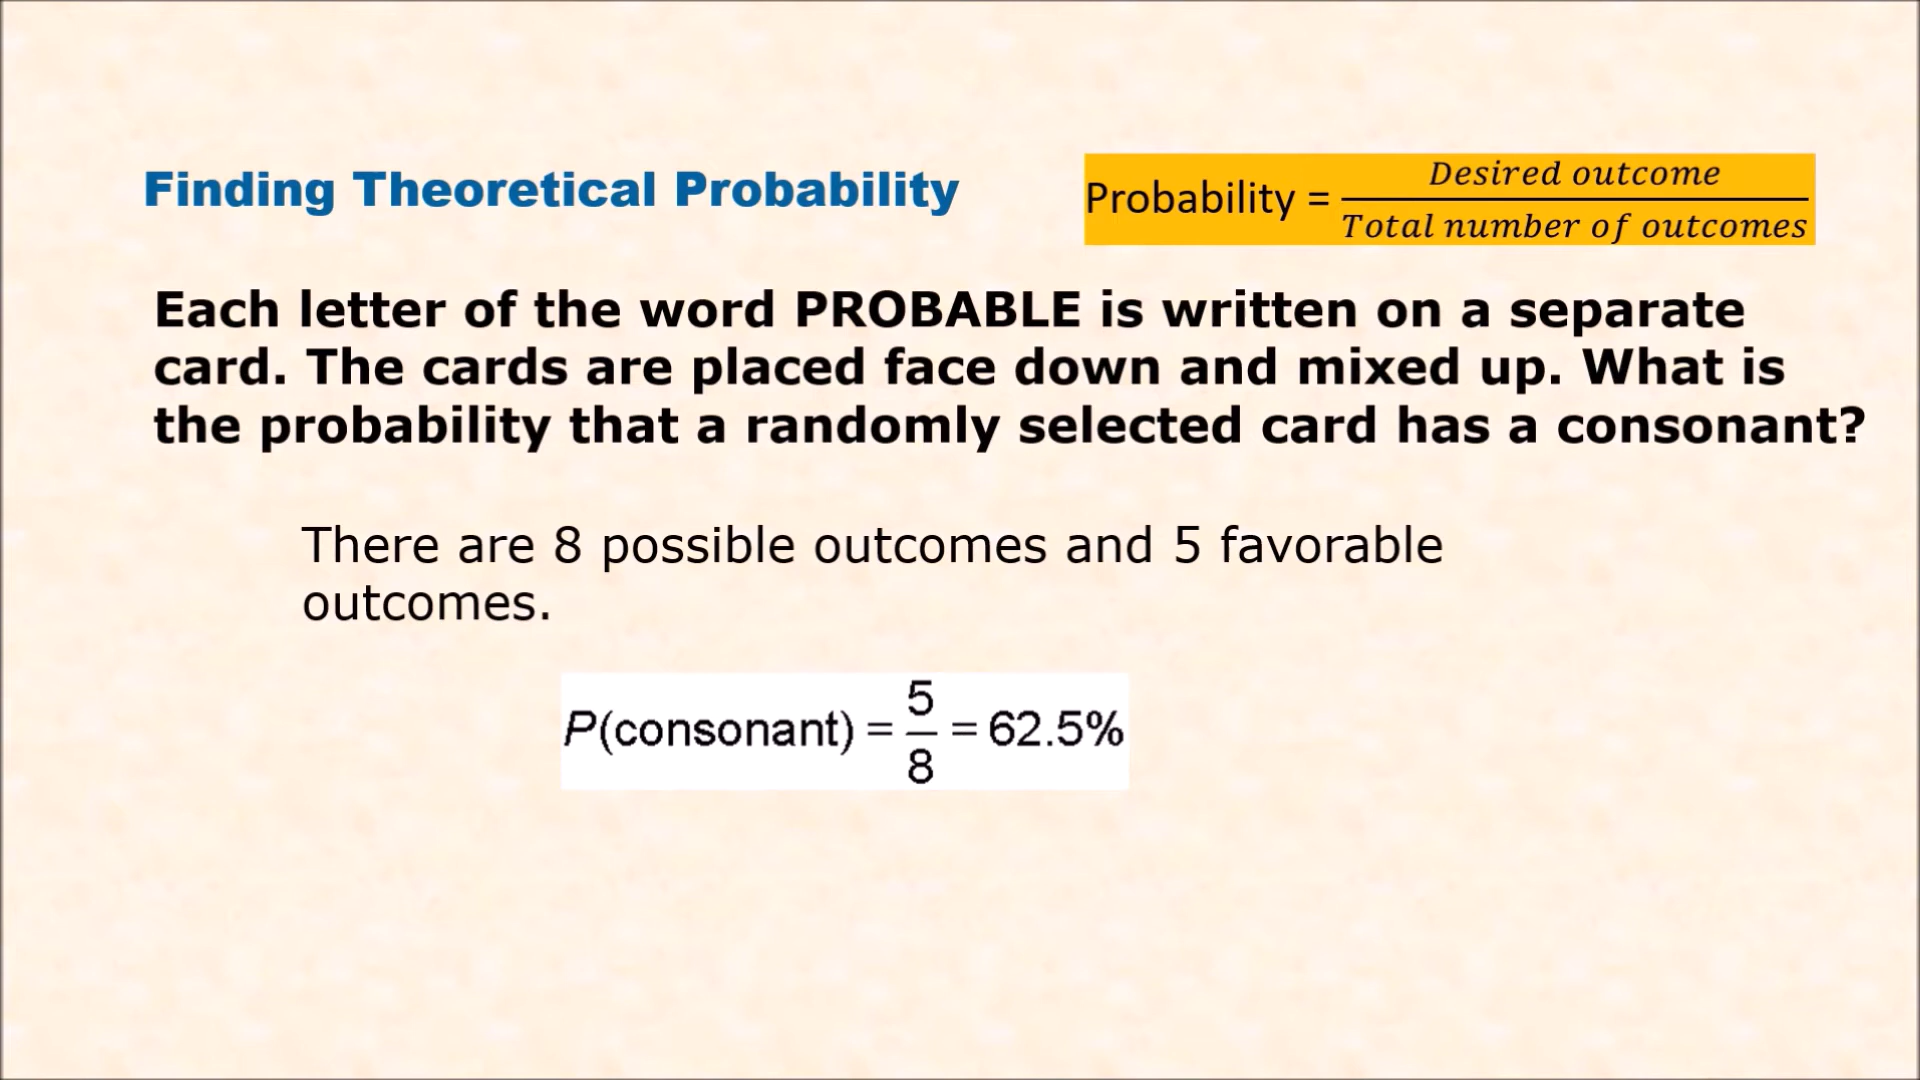 Finding Theoretical Probability
Probability = Desired outcome / Total number of outcomes
Each letter of the word PROBABLE is written on a separate
card. The cards are placed face down and mixed up. What is
the probability that a randomly selected card has a consonant?
There are 8 possible outcomes and 5 favorable
outcomes.
P(consonant) = 5/8 = 62.5%